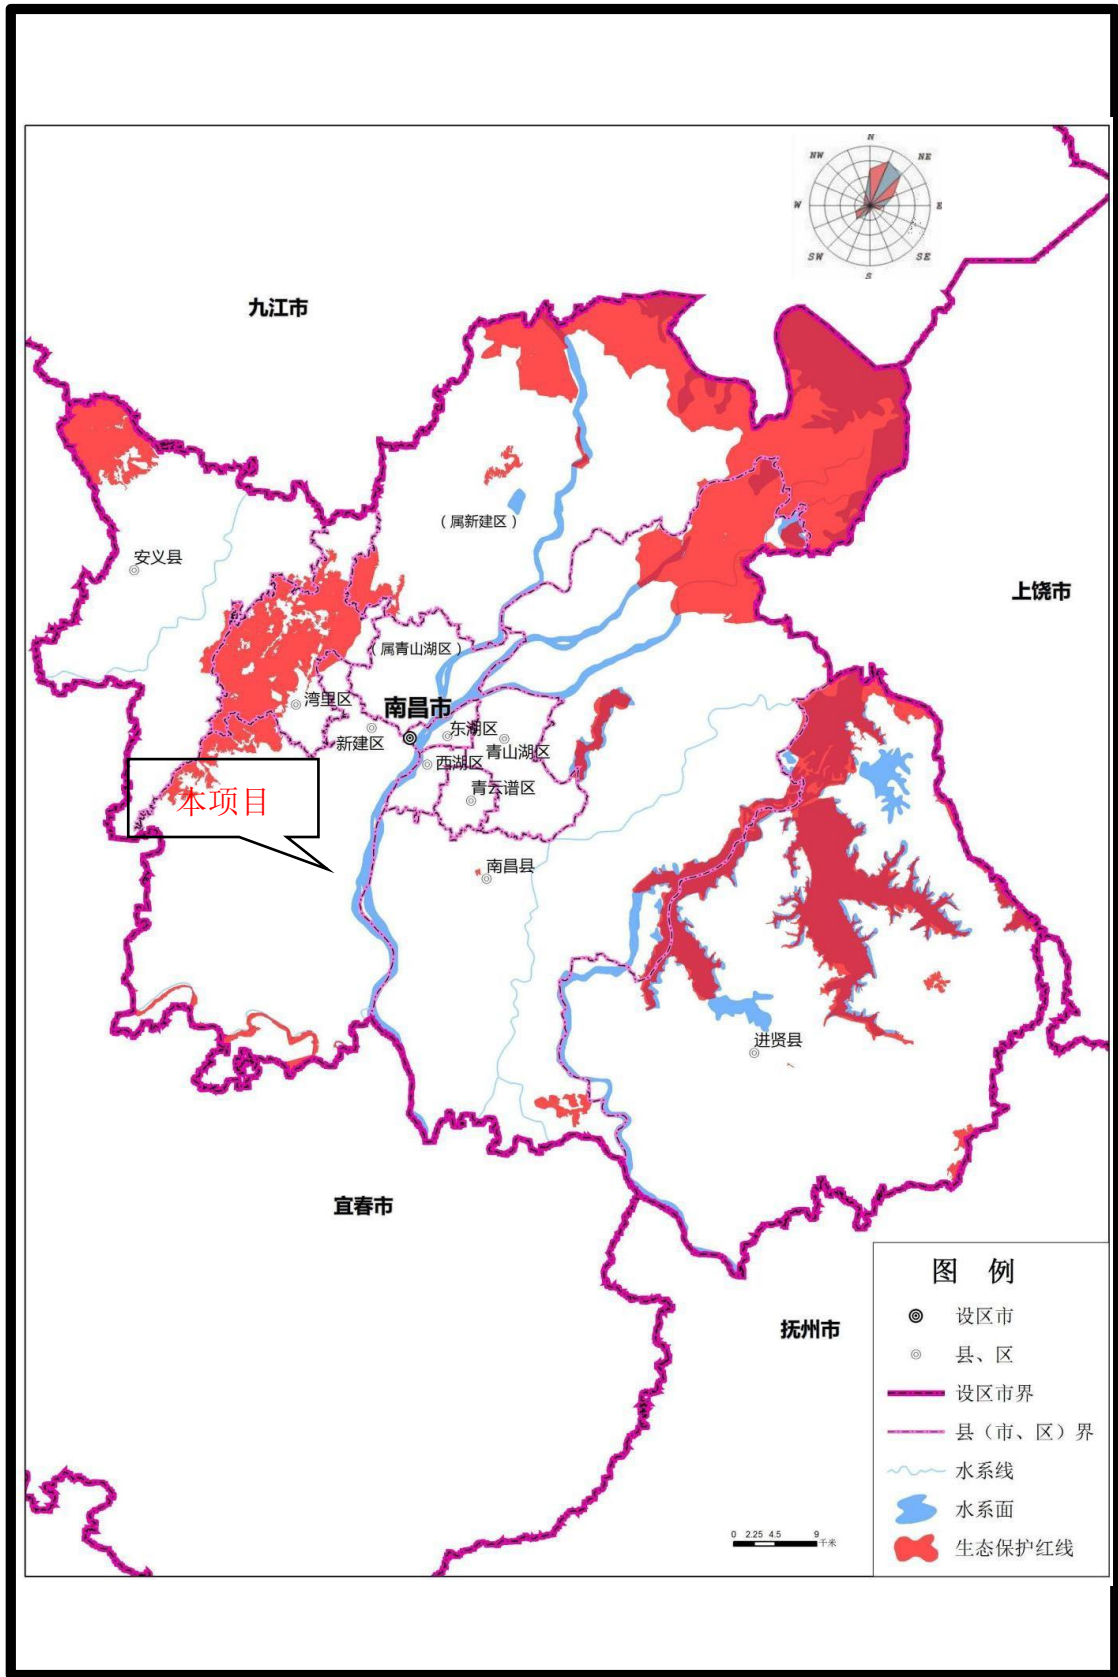 N
NW
NE
W
E
SW
SE
S
九江市
（属新建区）
安义县
上饶市
（属青山湖区）
湾里区
南昌市
东湖区
新建区
青山湖区
西湖区
本项目
青云谱区
南昌县
进贤县
宜春市
抚州市
图 例
设区市
县、区
设区市界
县（市、区）界
水系线
水系面
生态保护红线
0 2.25 4.5 9
千米